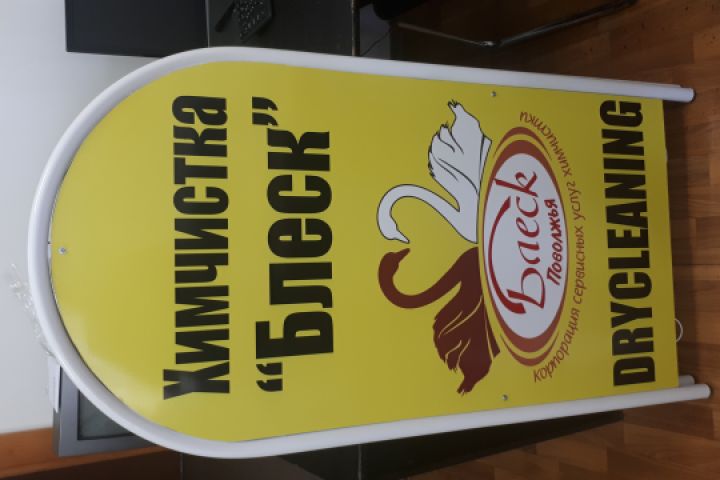 Химчистка
"Блеск"
Блеск
Поволжья
корпорация сервисных услуг химчистки
DRYCLEANING